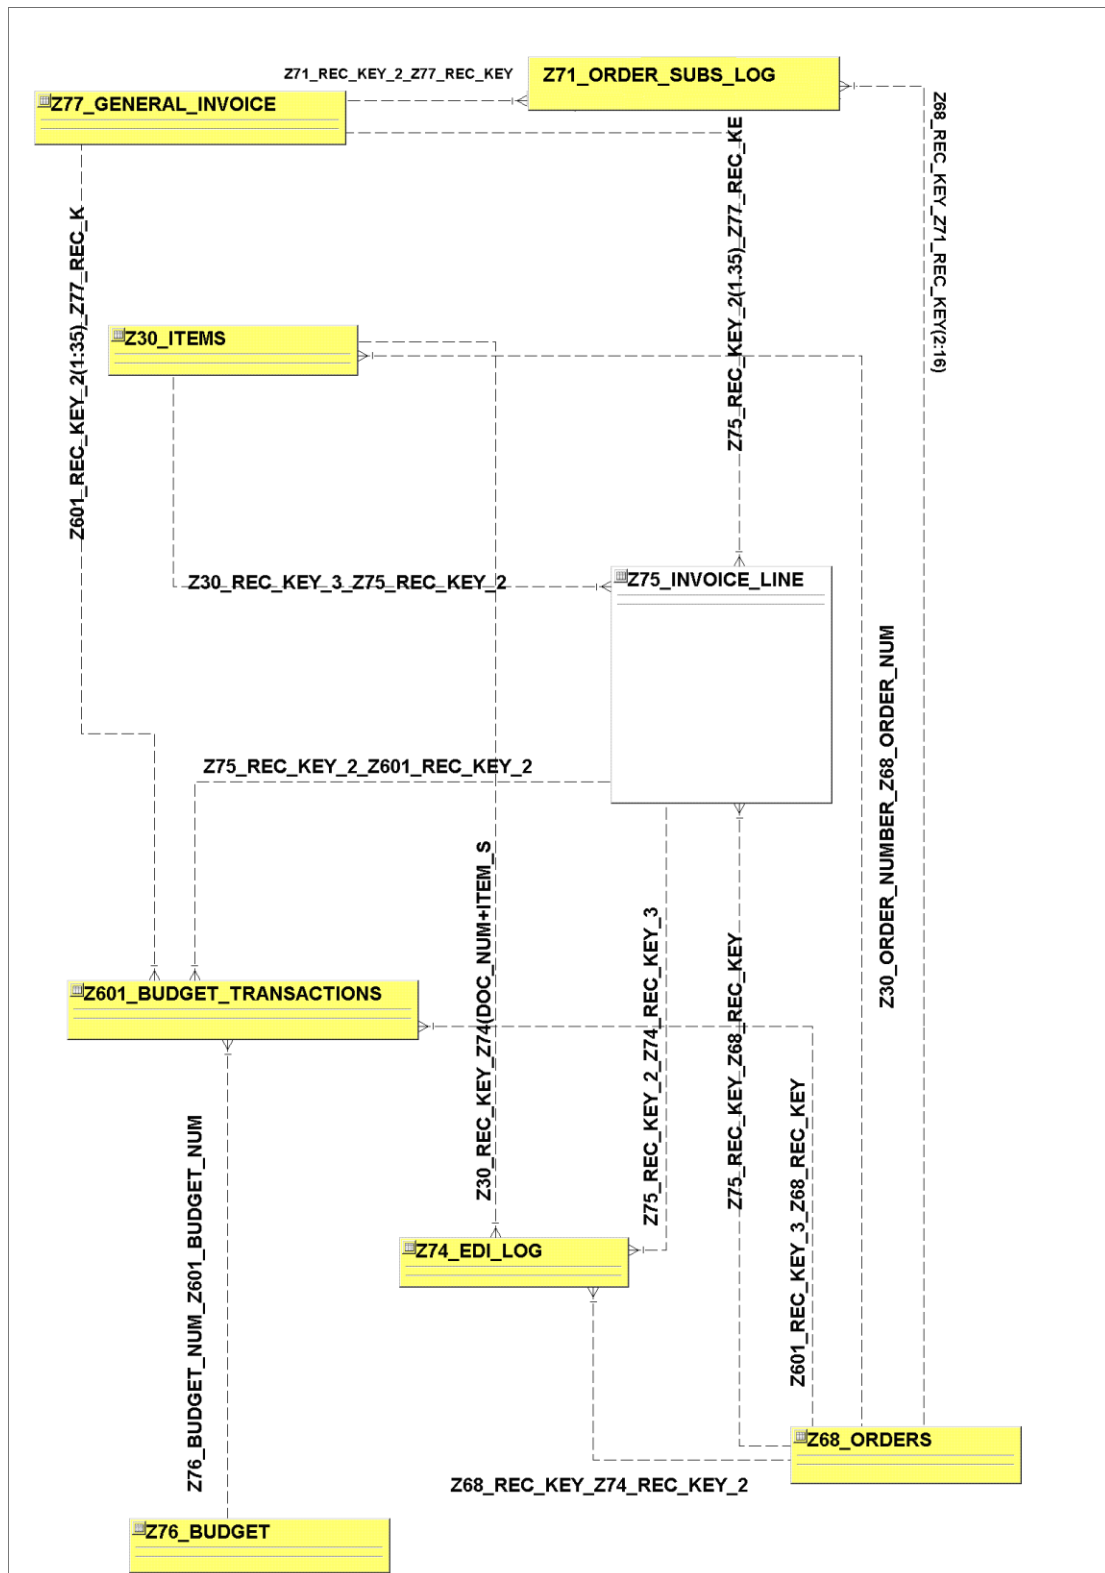 Z71_REC_KEY_2_Z77_REC_KEY
Z71_ORDER_SUBS_LOG
Z77_GENERAL_INVOICE
Z68_REC_KEY_Z71_REC_KEY(2:16)
Z75_REC_KEY_2(1.35)_Z77_REC_KE
Z601_REC_KEY_2(1:35)_Z77_REC_K
Z30_ITEMS
Z30_REC_KEY_3_Z75_REC_KEY_2
Z75_INVOICE_LINE
Z30_ORDER_NUMBER_Z68_ORDER_NUM
Z75_REC_KEY_2_Z601_REC_KEY_2
Z30_REC_KEY_Z74(DOC_NUM+ITEM_S
Z75_REC_KEY_2_Z74_REC_KEY_3
Z75_REC_KEY_Z68_REC_KEY
Z601_BUDGET_TRANSACTIONS
Z601_REC_KEY_3_Z68_REC_KEY
Z76_BUDGET_NUM_Z601_BUDGET_NUM
Z74_EDI_LOG
Z68_ORDERS
Z68_REC_KEY_Z74_REC_KEY_2
Z76_BUDGET